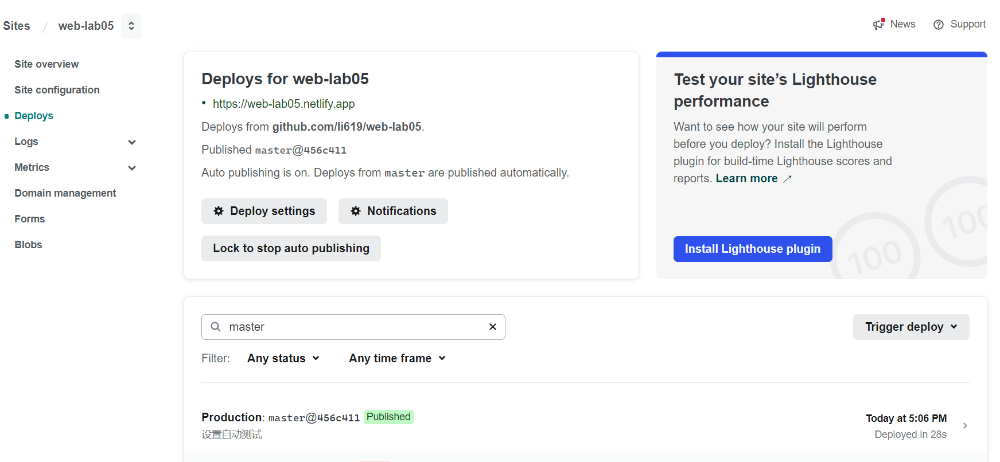 Sites / web-lab05
News
Support
Site overview
Site configuration
Deploys
Logs
Metrics
Domain management
Forms
Blobs
Deploys for web-lab05
• https://web-lab05.netlify.app
Deploys from github.com/li619/web-lab05.
Published master@456c411
Auto publishing is on. Deploys from master are published automatically.
Deploy settings
Notifications
Lock to stop auto publishing
Test your site’s Lighthouse
performance
Want to see how your site will perform
before you deploy? Install the Lighthouse
plugin for build-time Lighthouse scores and
reports. Learn more ↗
Install Lighthouse plugin
100
100
master
Trigger deploy
Filter: Any status Any time frame
Production: master@456c411 Published
设置自动测试
Today at 5:06 PM
Deployed in 28s